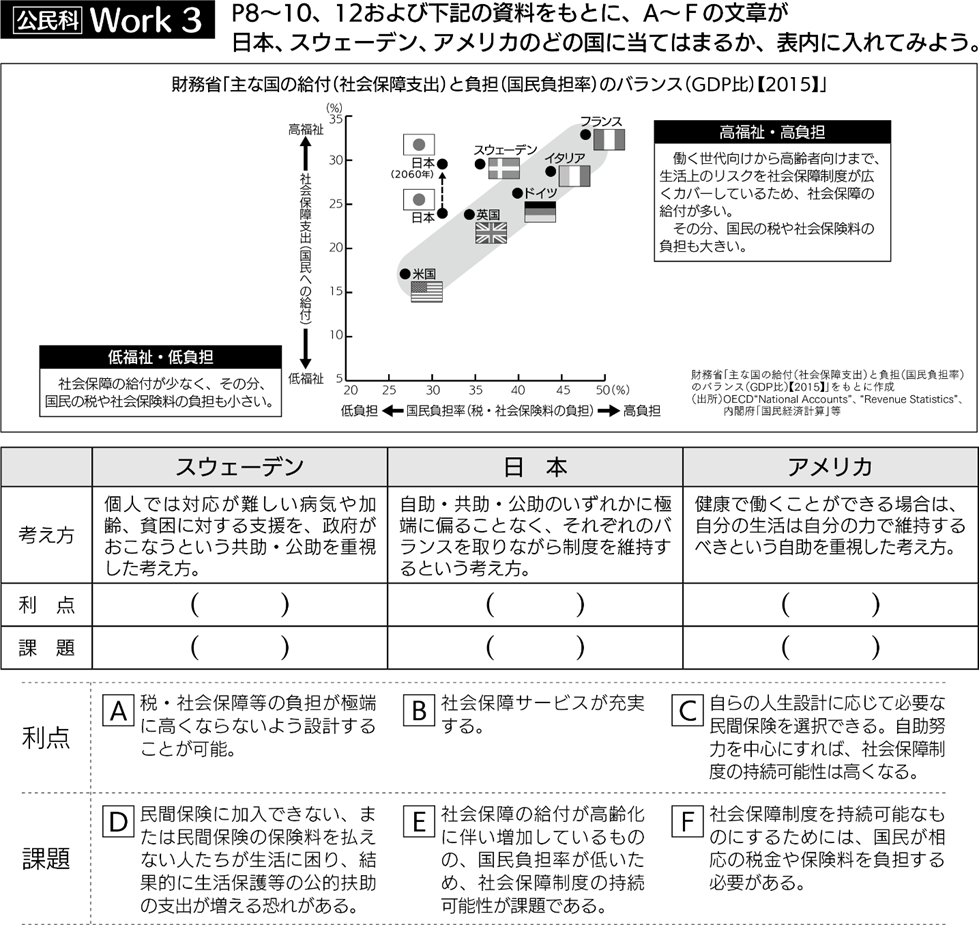 公民科 Work 3
P8～10、12および下記の資料をもとに、A～Fの文章が
日本、スウェーデン、アメリカのどの国に当てはまるか、表内に入れてみよう。
財務省「主な国の給付(社会保障支出)と負担(国民負担率)のバランス(GDP比)【2015】」
(%)
35
30
25
20
15
10
5
高福祉
社会保障支出(国民への給付)
低福祉
フランス
スウェーデン
イタリア
日本
(2060年)
ドイツ
日本
英国
米国
20
25
30
35
40
45
50(%)
低負担
国民負担率(税・社会保険料の負担)
高負担
高福祉・高負担
働く世代向けから高齢者向けまで、
生活上のリスクを社会保障制度が広
くカバーしているため、社会保障の
給付が多い。
その分、国民の税や社会保険料の
負担も大きい。
低福祉・低負担
社会保障の給付が少なく、その分、
国民の税や社会保険料の負担も小さい。
財務省「主な国の給付(社会保障支出)と負担(国民負担率)
のバランス(GDP比)【2015】」をもとに作成
(出所)OECD"National Accounts"、"Revenue Statistics"、
内閣府「国民経済計算」等
スウェーデン
日 本
アメリカ
考え方
個人では対応が難しい病気や加
齢、貧困に対する支援を、政府が
おこなうという共助・公助を重視
した考え方。
自助・共助・公助のいずれかに極
端に偏ることなく、それぞれのバ
ランスを取りながら制度を維持す
るという考え方。
健康で働くことができる場合は、
自分の生活は自分の力で維持する
べきという自助を重視した考え方。
利 点
( )
( )
( )
課 題
( )
( )
( )
利点
A
税・社会保障等の負担が極端
に高くならないよう設計する
ことが可能。
B
社会保障サービスが充実
する。
C
自らの人生設計に応じて必要な
民間保険を選択できる。自助努
力を中心にすれば、社会保障制
度の持続可能性は高くなる。
課題
D
民間保険に加入できない、ま
たは民間保険の保険料を払え
ない人たちが生活に困り、結
果的に生活保護等の公的扶助
の支出が増える恐れがある。
E
社会保障の給付が高齢化
に伴い増加しているもの
の、国民負担率が低いた
め、社会保障制度の持続
可能性が課題である。
F
社会保障制度を持続可能なも
のにするためには、国民が相
応の税金や保険料を負担する
必要がある。